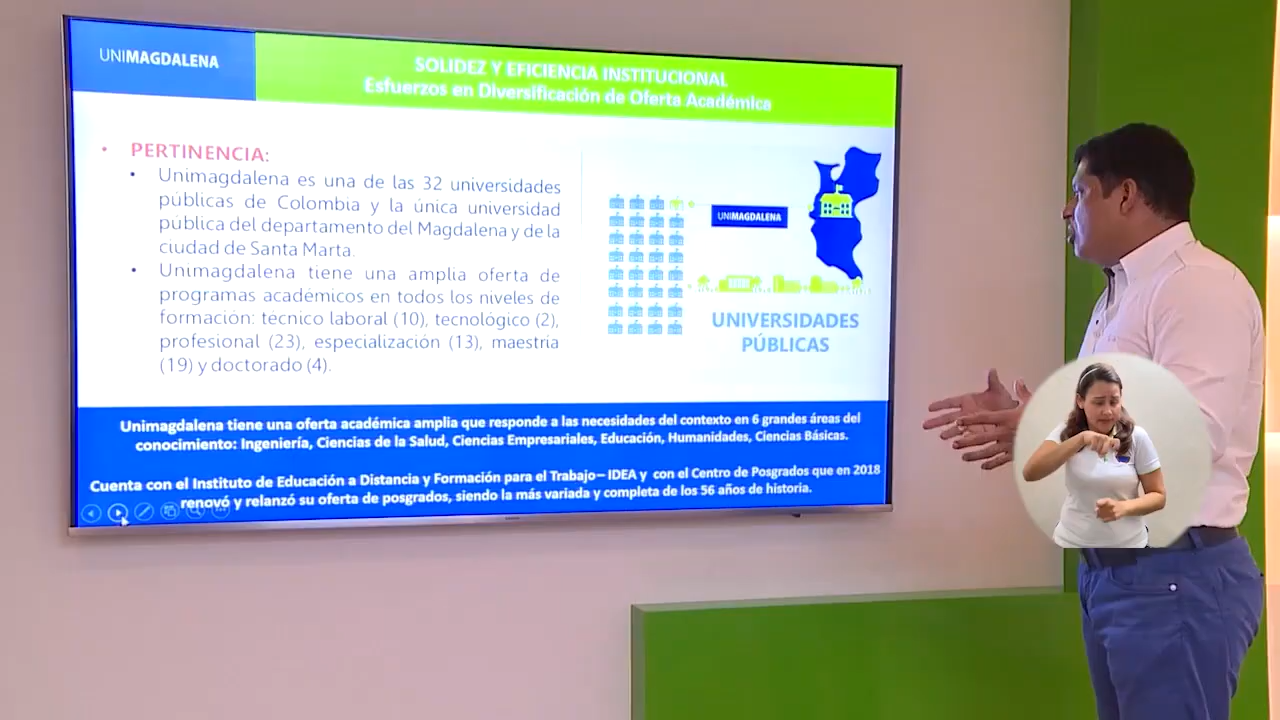 UNIMAGDALENA
SOLIDEZ Y EFICIENCIA INSTITUCIONAL
Esfuerzos en Diversificación de Oferta Académica
• PERTINENCIA:
• Unimagdalena es una de las 32 universidades
públicas de Colombia y la única universidad
pública del departamento del Magdalena y de la
ciudad de Santa Marta.
• Unimagdalena tiene una amplia oferta de
programas académicos en todos los niveles de
formación: técnico laboral (10), tecnológico (2),
profesional (23), especialización (13), maestría
(19) y doctorado (4).
UNIMAGDALENA
UNIVERSIDADES
PÚBLICAS
Unimagdalena tiene una oferta académica amplia que responde a las necesidades del contexto en 6 grandes áreas del
conocimiento: Ingeniería, Ciencias de la Salud, Ciencias Empresariales, Educación, Humanidades, Ciencias Básicas.
Cuenta con el Instituto de Educación a Distancia y Formación para el Trabajo– IDEA y con el Centro de Posgrados que en 2018
renovó y relanzó su oferta de posgrados, siendo la más variada y completa de los 56 años de historia.